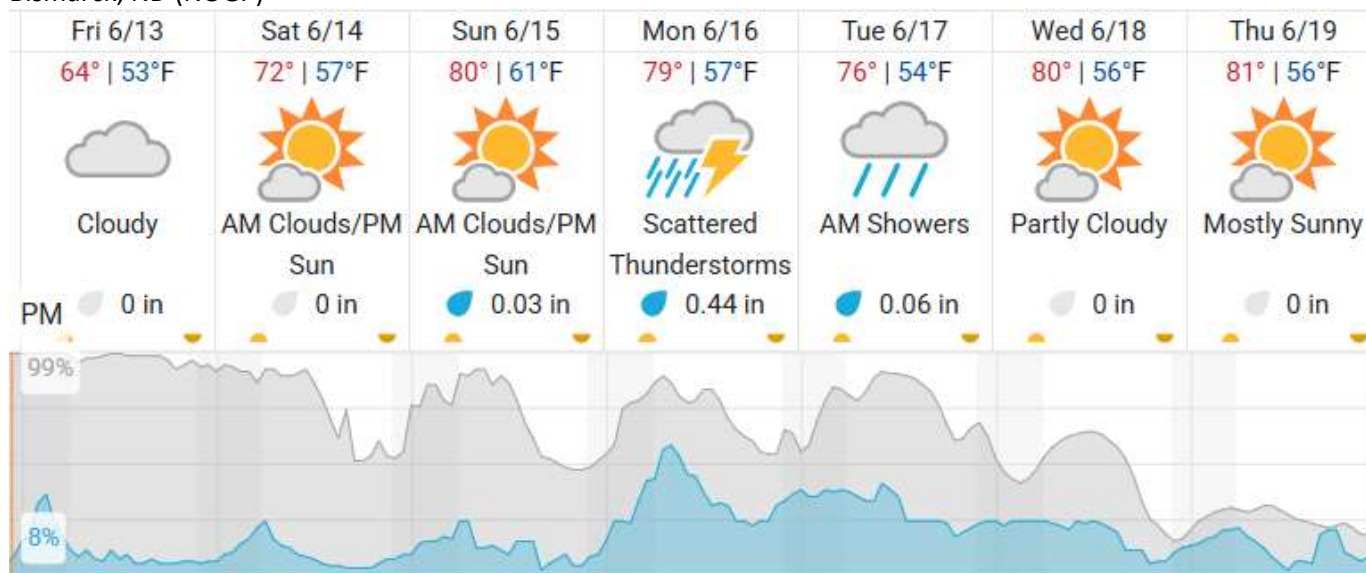 Fri 6/13 Sat 6/14 Sun 6/15 Mon 6/16 Tue 6/17 Wed 6/18 Thu 6/19
64° | 53°F 72° | 57°F 80° | 61°F 79° | 57°F 76° | 54°F 80° | 56°F 81° | 56°F
Cloudy AM Clouds/PM AM Clouds/PM Scattered AM Showers Partly Cloudy Mostly Sunny
Sun Sun Thunderstorms
PM 0 in 0 in 0.03 in 0.44 in 0.06 in 0 in 0 in
99%
8%